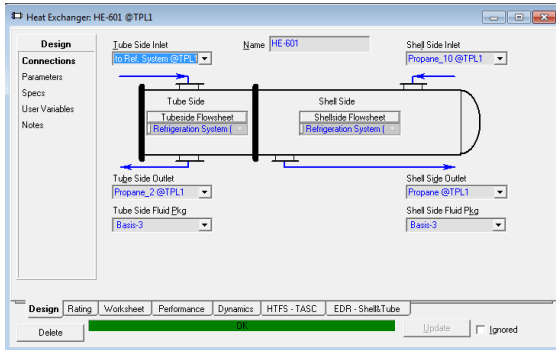 Heat Exchanger: HE-601 @TPL1
Design
Connections
Parameters
Specs
User Variables
Notes
Tube Side Inlet
to Ref. System @TPL1
Name HE-601
Shell Side Inlet
Propane_10 @TPL1
Tube Side
Shell Side
Tubeside Flowsheet
Shellside Flowsheet
Refrigeration System (
Refrigeration System (
Tube Side Outlet
Propane_2 @TPL1
Shell Side Outlet
Propane @TPL1
Tube Side Fluid Pkg
Basis-3
Shell Side Fluid Pkg
Basis-3
Design Rating Worksheet Performance Dynamics HTFS - TASC EDR - Shell&Tube
Delete OK Update Ignored